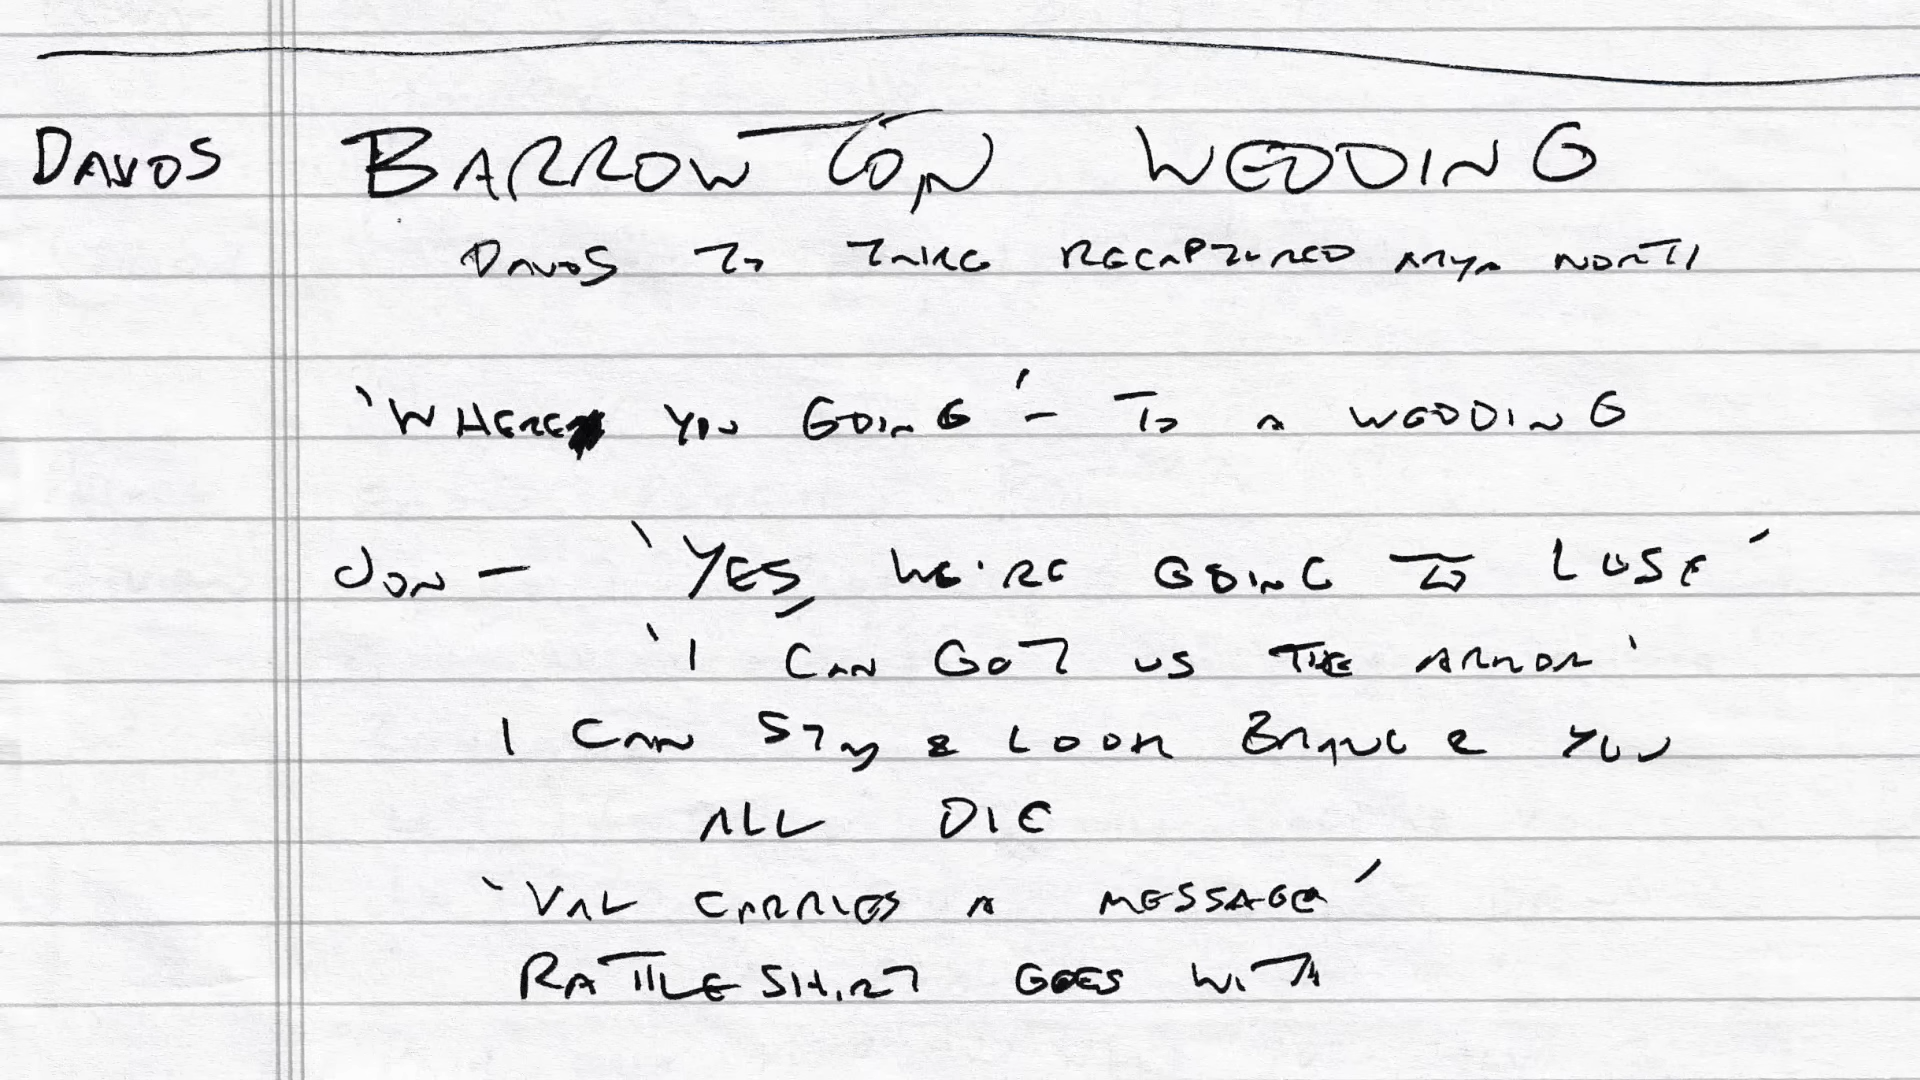 DAVOS BARROWTON WEDDING
DAVOS TO TAKE RECAPTURED ARYA NORTH
'WHERE YOU GOING' - TO A WEDDING
JON - 'YES, WE'RE GOING TO LOSE'
'I CAN GET US THE ARMOR'
I CAN STAY & LOOK BRAVE & YOU
ALL DIE
'VAL CARRIES A MESSAGE'
RATTLESHIRT GOES WITH